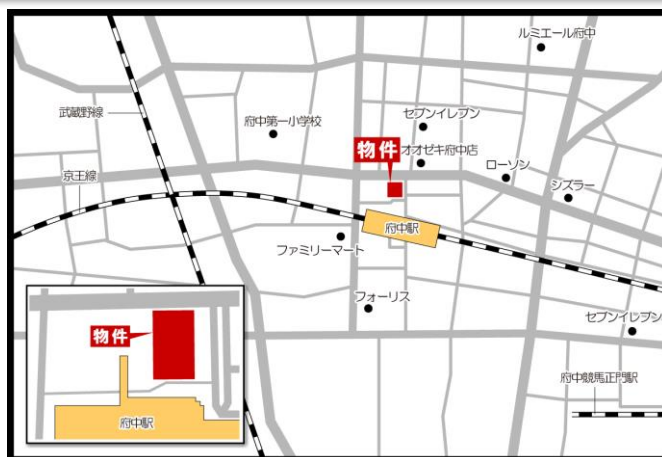 ルミエール府中
武蔵野線
府中第一小学校
セブンイレブン
物件
オオゼキ府中店
ローソン
京王線
シズラー
府中駅
ファミリーマート
フォーリス
セブンイレブン
物件
府中競馬正門駅
府中駅